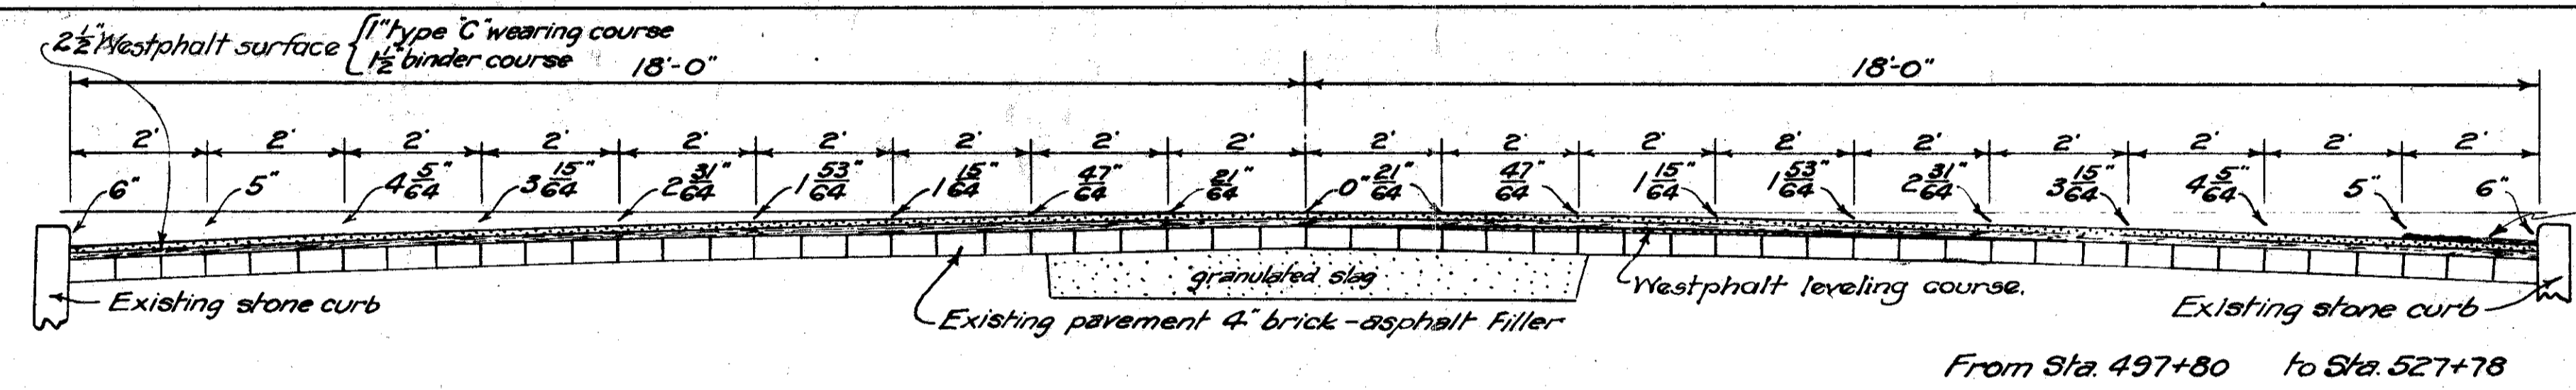 2 1/2" Westphalt surface { 1" type "C" wearing course
1 1/2" binder course
18'-0" 18'-0"
2' 2' 2' 2' 2' 2' 2' 2' 2' 2' 2' 2' 2' 2' 2' 2' 2' 2'
6" 5" 4 5/64" 3 15/64" 2 31/64" 1 53/64" 1 15/64" 47/64" 21/64" 0" 21/64" 47/64" 1 15/64" 1 53/64" 2 31/64" 3 15/64" 4 5/64" 5" 6"
granulated slag
Existing stone curb
Existing pavement 4" brick-asphalt Filler
Westphalt leveling course.
Existing stone curb
From Sta. 497+80 to Sta. 527+78